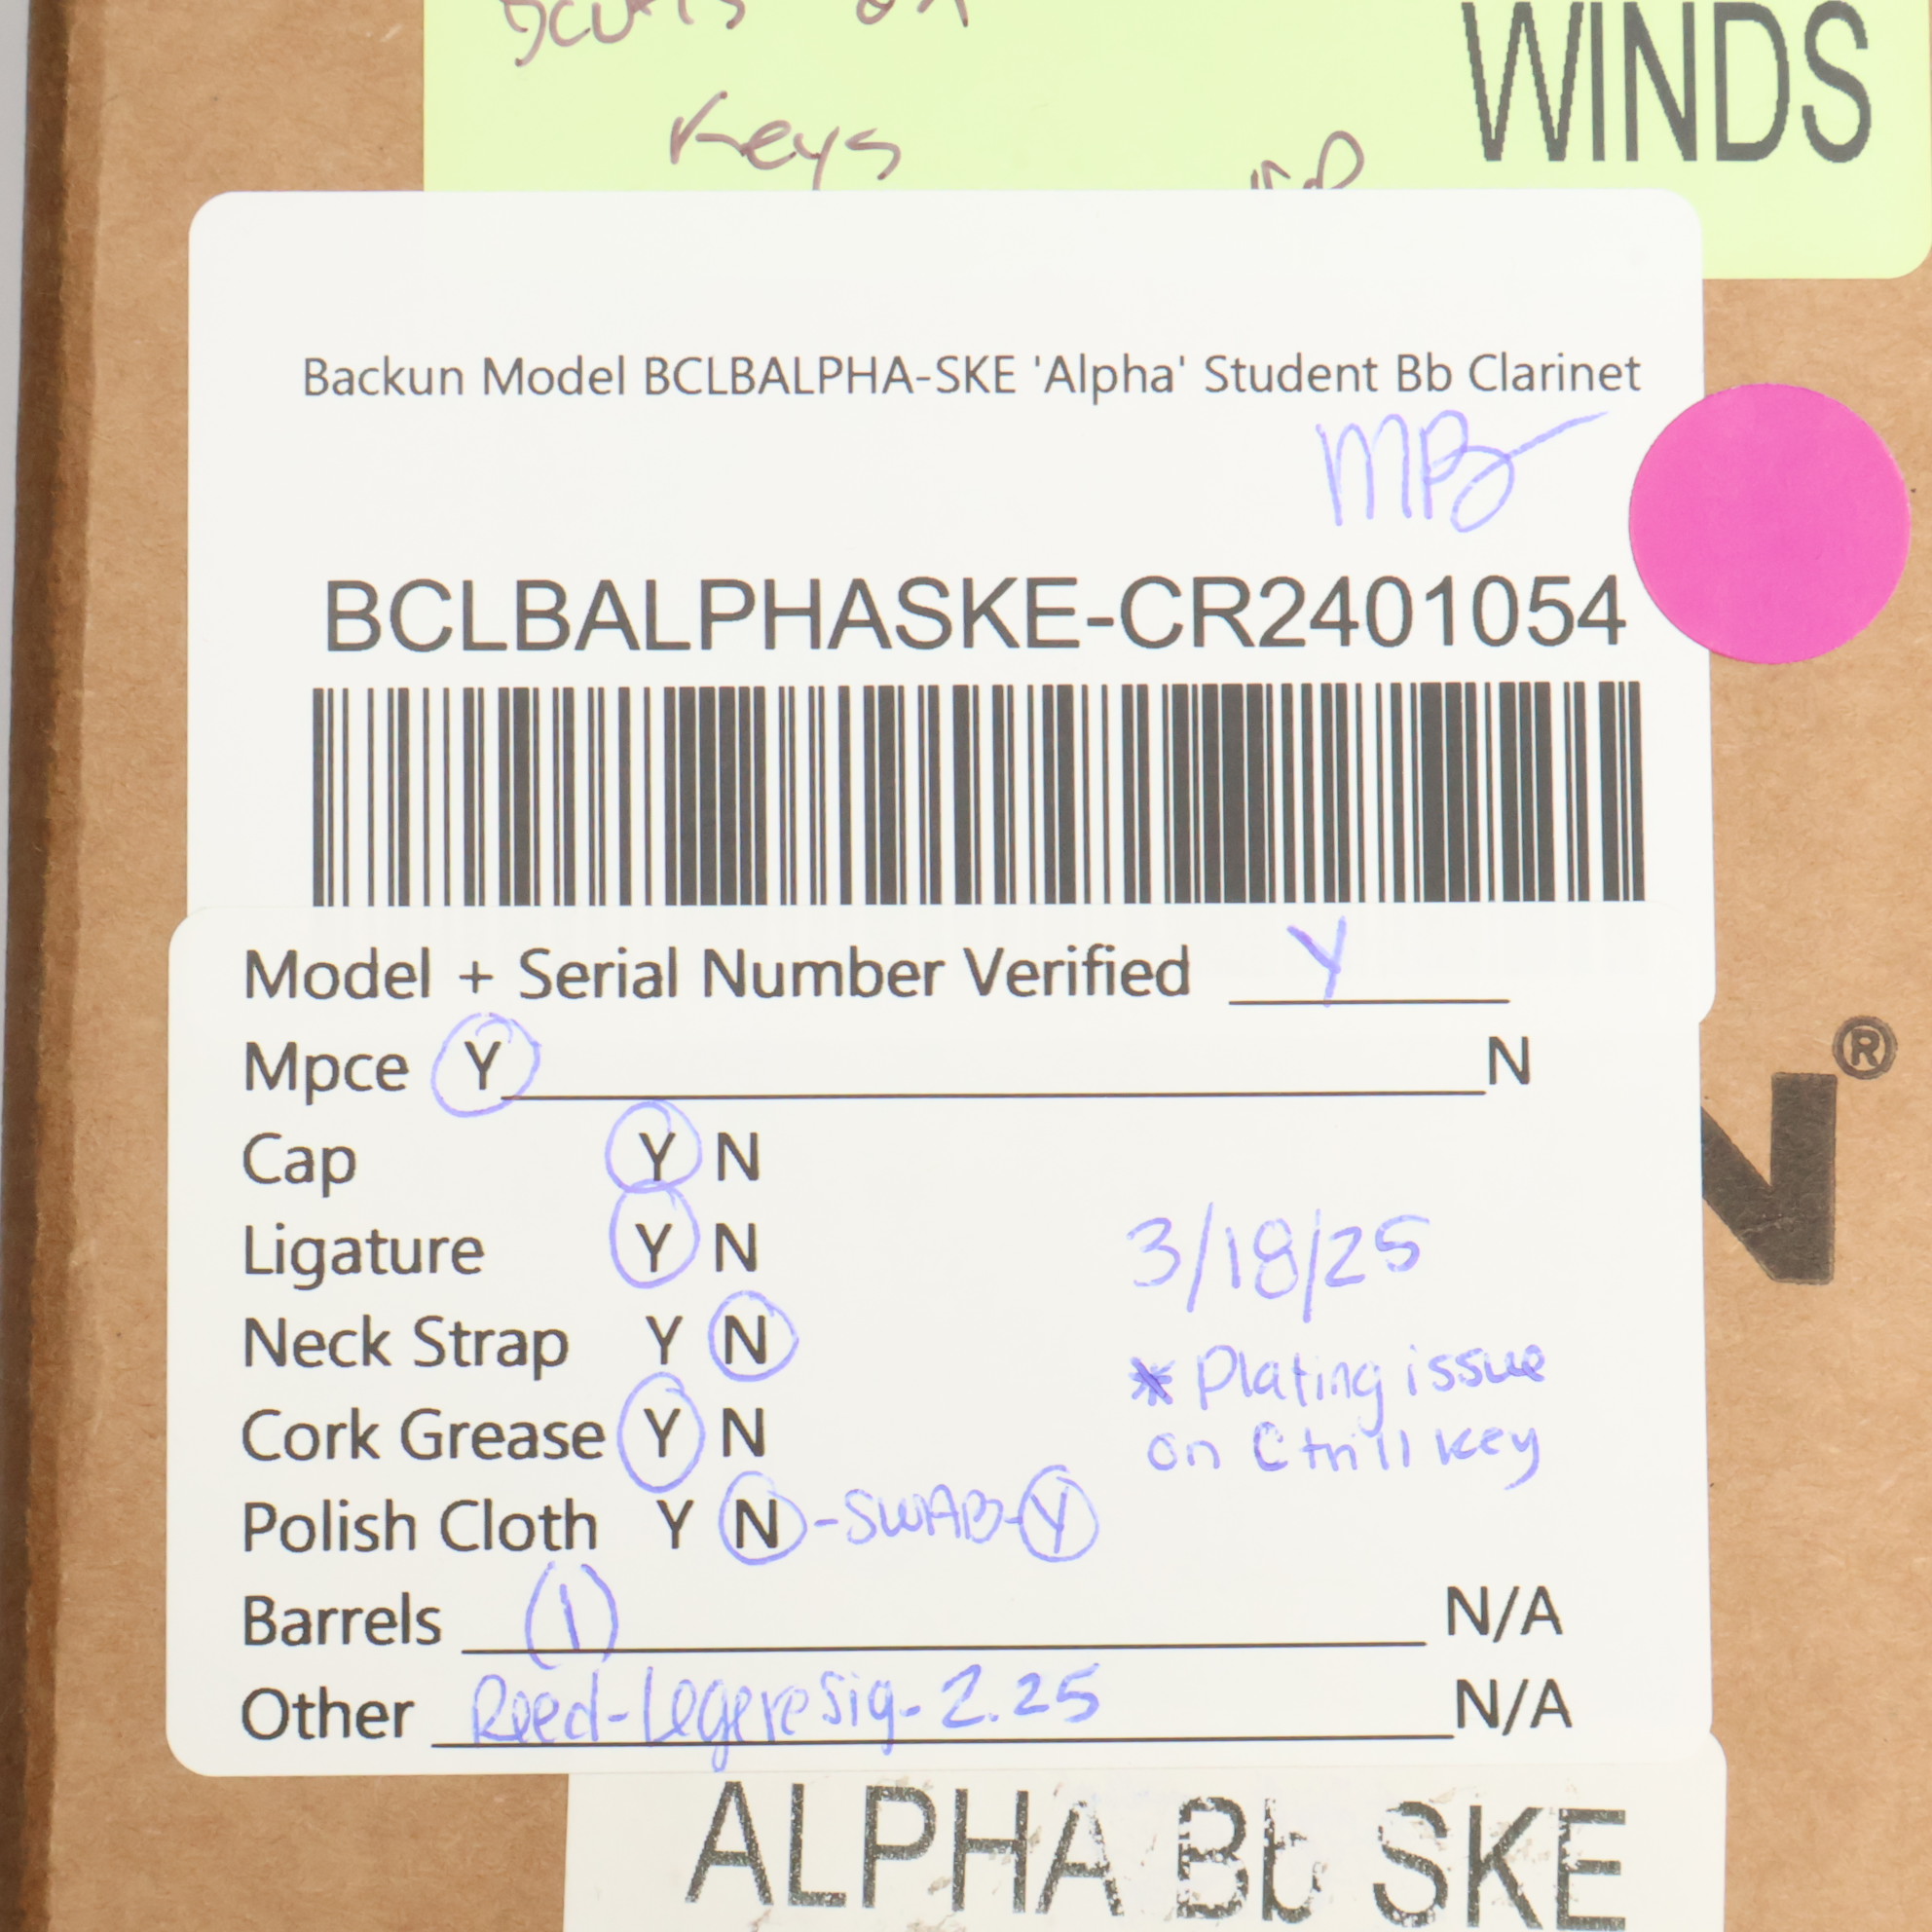 WINDS
Keys
Backun Model BCLBALPHA-SKE 'Alpha' Student Bb Clarinet
BCLBALPHASKE-CR2401054
Model + Serial Number Verified Y
Mpce Y N
Cap Y N
Ligature Y N
3/18/25
Neck Strap Y N
* Plating issue
on C trill key
Cork Grease Y N
Polish Cloth Y N -SWAB- Y
Barrels (1) N/A
Other Reed-Legere sig-2.25 N/A
N®
ALPHA Bb SKE